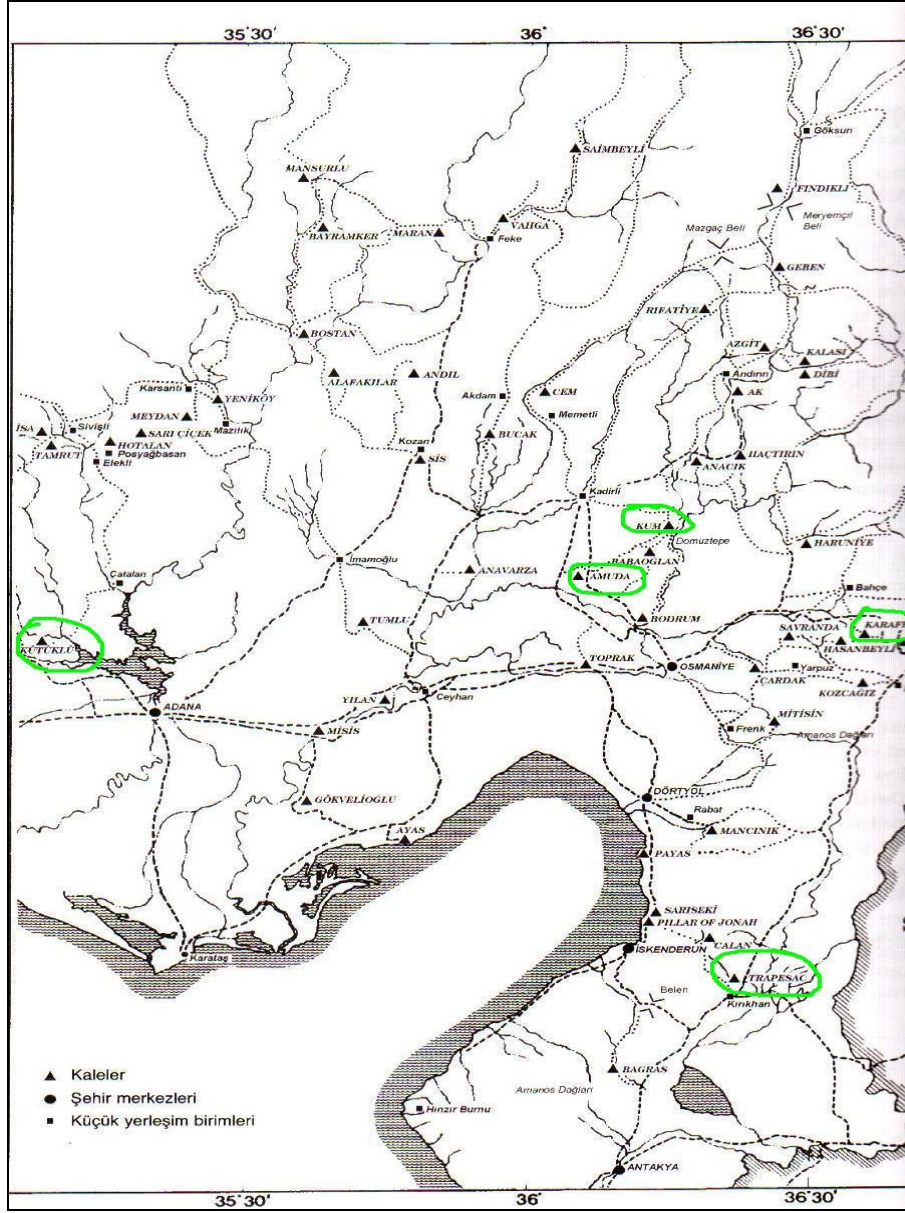 35°30' 36° 36°30'
Göksun
SAİMBEYLİ
MANSURLU
FINDIKLI
VAHGA
Meryemçil
Beli
BAYRAMKER
MARAN
Feke
Mazgaç Beli
GEBEN
RIFATİYE
BOSTAN
AZGİT
KALASI
ALAFAKILAR
ANDIL
Andırın
DİBİ
Karsantı
YENİKÖY
Akdam
CEM
AK
MEYDAN
Memetli
İSA
Sivişli
SARI ÇİÇEK
Mazılık
BUCAK
TAMRUT
HOTALAN
Posyağbasan
Elekli
Kozan
SİS
ANACIK
HAÇTIRIN
Kadirli
KUM
Domuztepe
HARUNİYE
İmamoğlu
BABAOĞLAN
ANAVARZA
AMUDA
Çatalan
Bahçe
TUMLU
BODRUM
SAVRANDA
HASANBEYLİ
KÜTÜKLÜ
TOPRAK
OSMANİYE
Yarpuz
ÇARDAK
KOZCAĞIZ
YILAN
Ceyhan
ADANA
MİSİS
MİTİSİN
Frenk
Amanos Dağları
GÖKVELİOĞLU
DÖRTYOL
Rabat
AYAS
MANCINIK
PAYAS
SARISEKİ
PILLAR OF JONAH
CALAN
İSKENDERUN
Karataş
TRAPESAC
Belen
Kırıkhan
BAGRAS
Kaleler
Amanos Dağları
Şehir merkezleri
Hınzır Burnu
Küçük yerleşim birimleri
ANTAKYA
35°30' 36° 36°30'